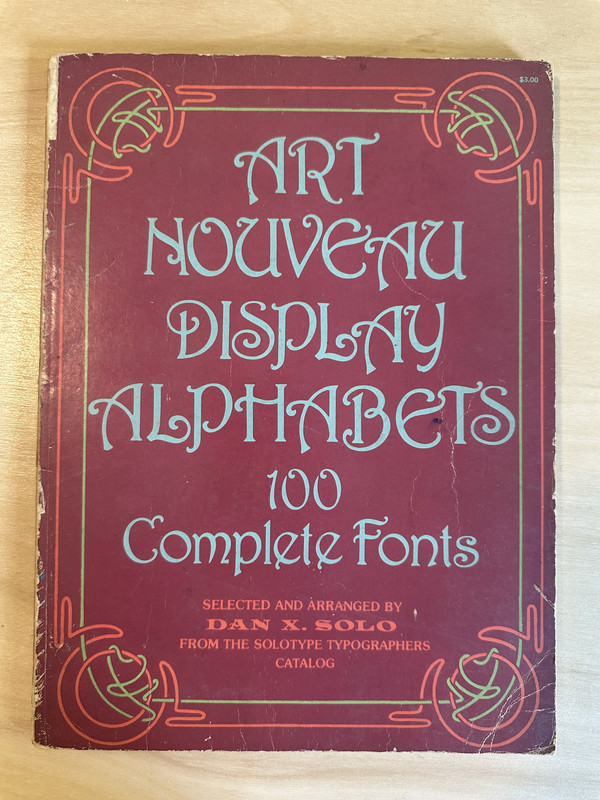 $3.00
ART
NOUVEAU
DISPLAY
ALPHABETS
100
Complete Fonts
SELECTED AND ARRANGED BY
DAN X. SOLO
FROM THE SOLOTYPE TYPOGRAPHERS
CATALOG